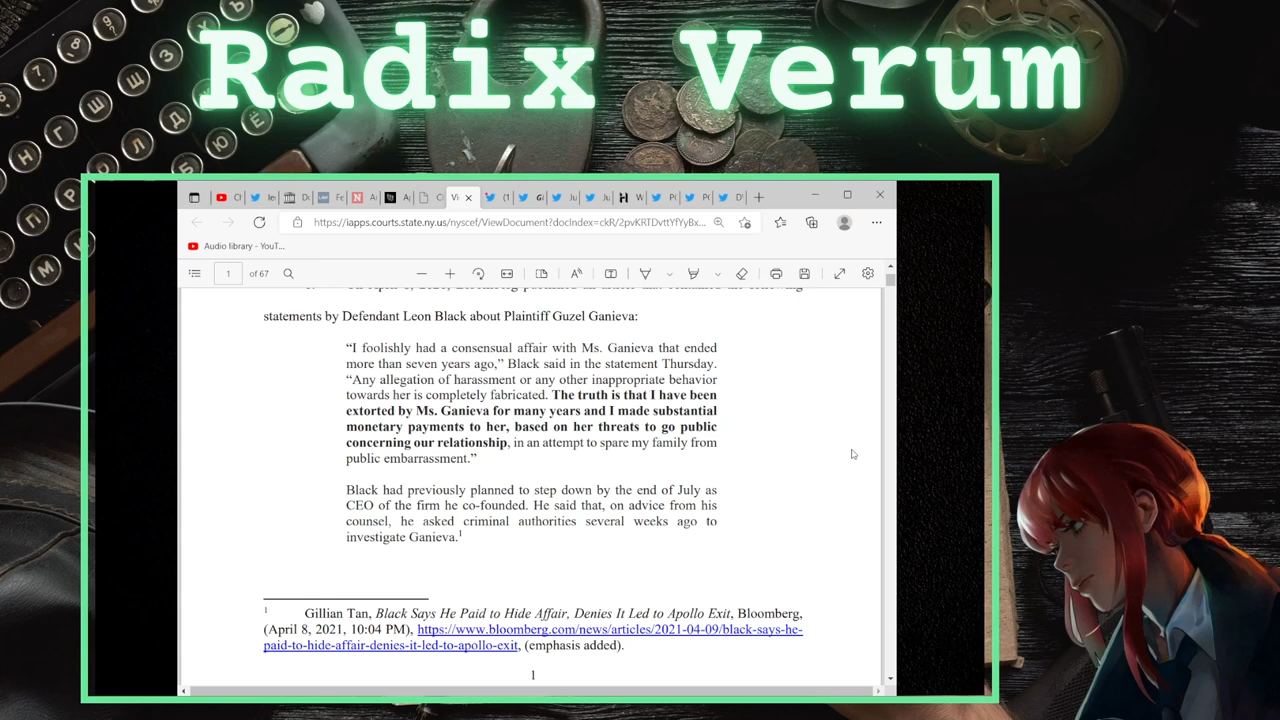 Radix Verum
https://iapps.courts.state.ny.us/nyscef/ViewDocument?docIndex=ckR/2pvKRTDvttYfYyBx...
Audio library - YouT...
1 of 67
statements by Defendant Leon Black about Plaintiff Guzel Ganieva:
“I foolishly had a consensual affair with Ms. Ganieva that ended
more than seven years ago,” Black said in the statement Thursday.
“Any allegation of harassment or any other inappropriate behavior
towards her is completely fabricated. The truth is that I have been
extorted by Ms. Ganieva for many years and I made substantial
monetary payments to her, based on her threats to go public
concerning our relationship, in an attempt to spare my family from
public embarrassment.”
Black had previously planned to step down by the end of July as
CEO of the firm he co-founded. He said that, on advice from his
counsel, he asked criminal authorities several weeks ago to
investigate Ganieva.1
1 Gillian Tan, Black Says He Paid to Hide Affair, Denies It Led to Apollo Exit, Bloomberg,
(April 8, 2021, 10:04 PM), https://www.bloomberg.com/news/articles/2021-04-09/black-says-he-
paid-to-hide-affair-denies-it-led-to-apollo-exit, (emphasis added).
1